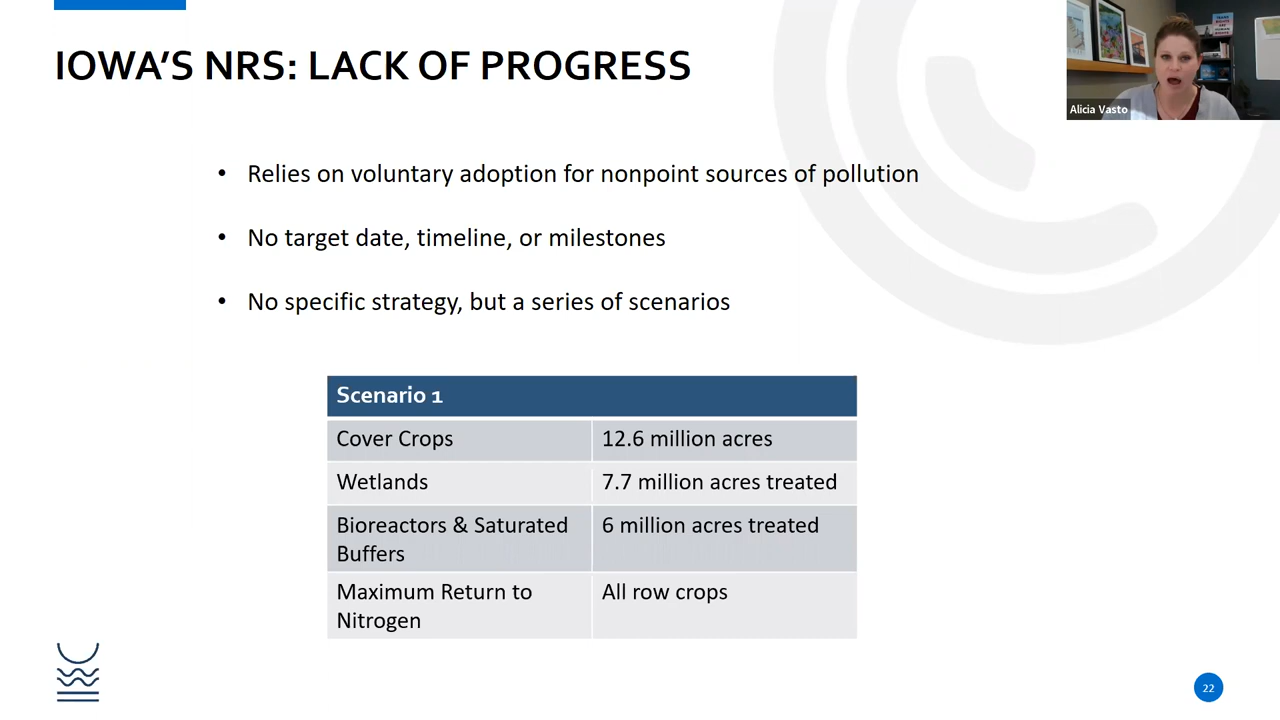 IOWA'S NRS: LACK OF PROGRESS
Alicia Vasto
• Relies on voluntary adoption for nonpoint sources of pollution
• No target date, timeline, or milestones
• No specific strategy, but a series of scenarios
Scenario 1
Cover Crops 12.6 million acres
Wetlands 7.7 million acres treated
Bioreactors & Saturated 6 million acres treated
Buffers
Maximum Return to All row crops
Nitrogen
22